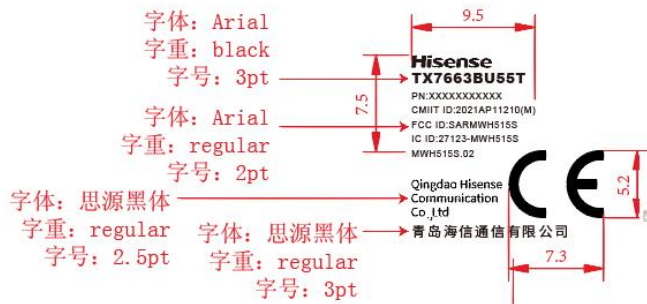 字体: Arial
字重: black
字号: 3pt
9.5
7.5
Hisense
TX7663BU55T
PN:XXXXXXXXXXX
CMIIT ID:2021AP11210(M)
FCC ID:SARMWH515S
IC ID:27123-MWH515S
MWH515S.02
字体: Arial
字重: regular
字号: 2pt
Qingdao Hisense
Communication
Co.,Ltd
CE
5.2
字体: 思源黑体
字重: regular
字号: 2.5pt
青岛海信通信有限公司
字体: 思源黑体
字重: regular
字号: 3pt
7.3